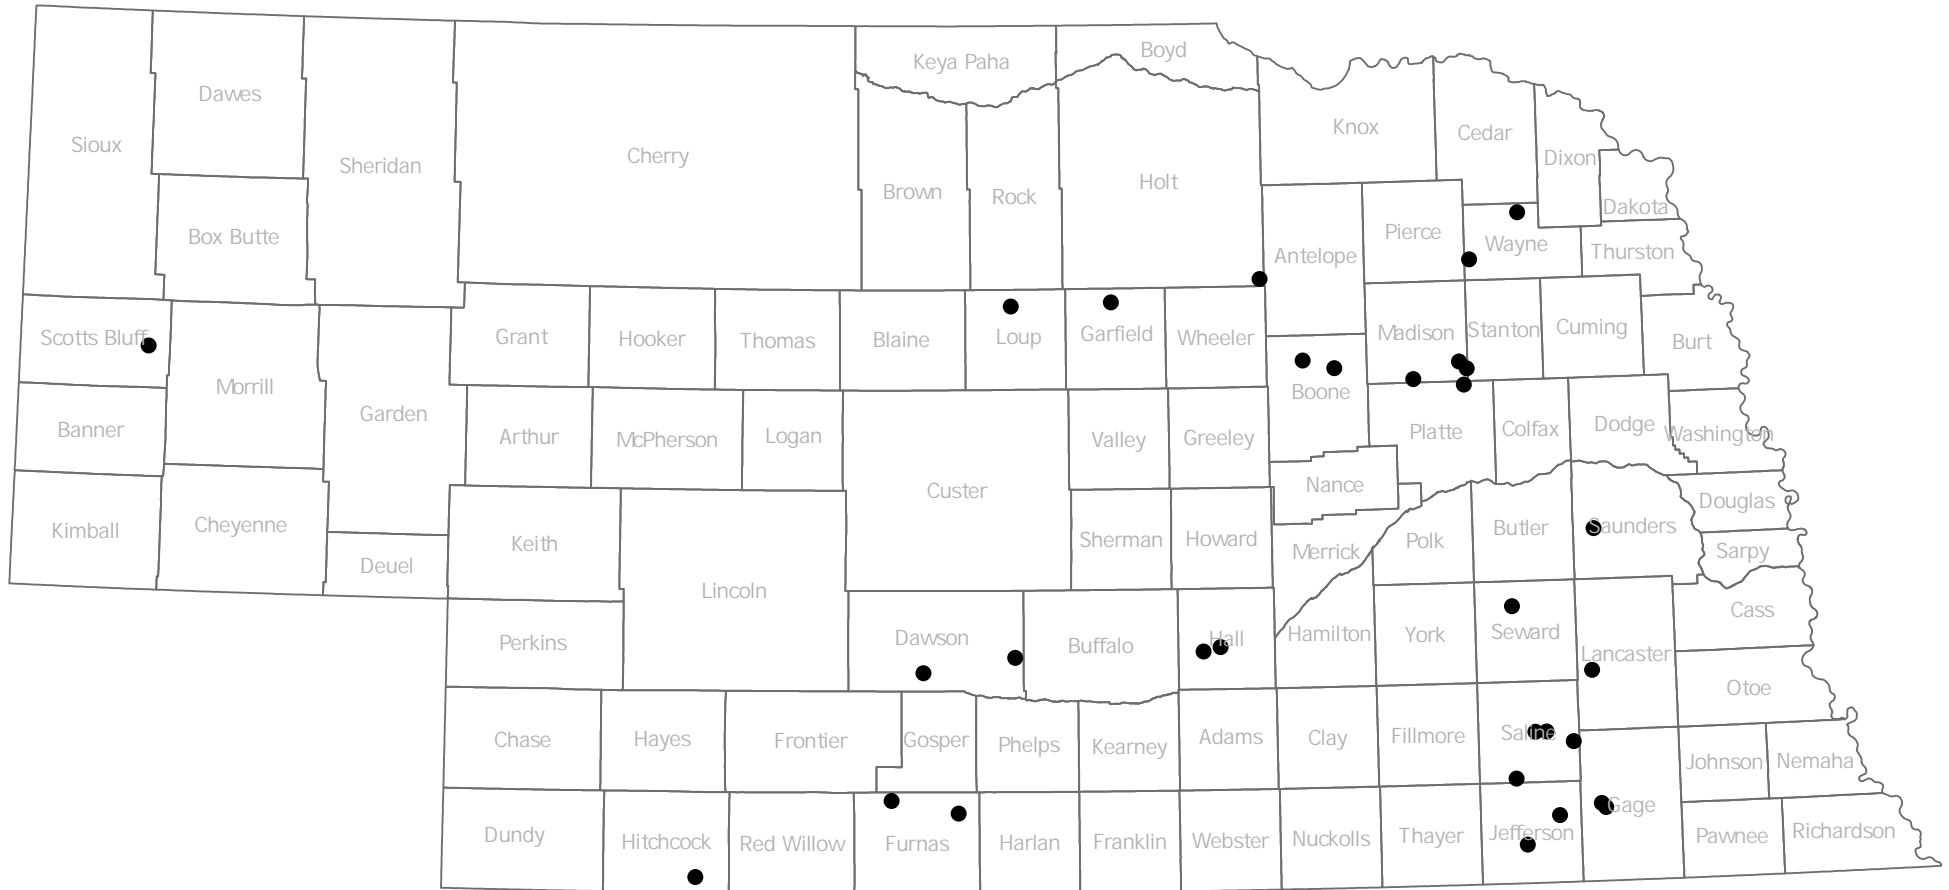 Keya Paha
Boyd
Dawes
Knox
Cedar
Sioux
Sheridan
Cherry
Dixon
Brown
Rock
Holt
Dakota
Box Butte
Pierce
Wayne
Antelope
Thurston
Scotts Bluff
Grant
Hooker
Thomas
Blaine
Loup
Garfield
Wheeler
Madison
Stanton
Cuming
Burt
Morrill
Boone
Garden
Banner
Arthur
McPherson
Logan
Valley
Greeley
Platte
Colfax
Dodge
Washington
Custer
Nance
Douglas
Kimball
Cheyenne
Keith
Sherman
Howard
Merrick
Polk
Butler
Saunders
Sarpy
Deuel
Lincoln
Cass
Perkins
Dawson
Buffalo
Hall
Hamilton
York
Seward
Lancaster
Otoe
Chase
Hayes
Frontier
Gosper
Phelps
Kearney
Adams
Clay
Fillmore
Saline
Johnson
Nemaha
Dundy
Hitchcock
Red Willow
Furnas
Harlan
Franklin
Webster
Nuckolls
Thayer
Jefferson
Gage
Pawnee
Richardson